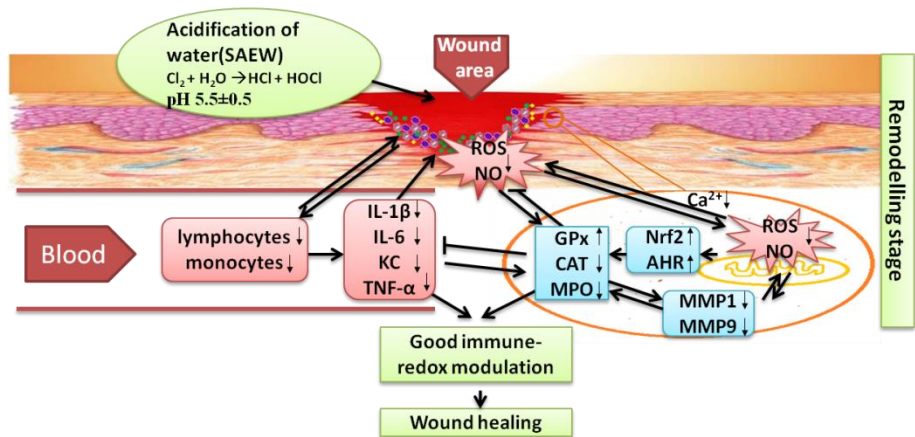 Acidification of
water(SAEW)
Cl₂ + H₂O →HCl + HOCl
pH 5.5±0.5
Wound
area
Remodelling stage
ROS
NO ↓
Ca²⁺↓
Blood
lymphocytes ↓
monocytes ↓
IL-1β↓
IL-6 ↓
KC ↓
TNF-α ↓
GPx ↑
CAT ↓
MPO ↓
Nrf2 ↑
AHR ↑
ROS ↓
NO
MMP1 ↓
MMP9 ↓
Good immune-
redox modulation
Wound healing